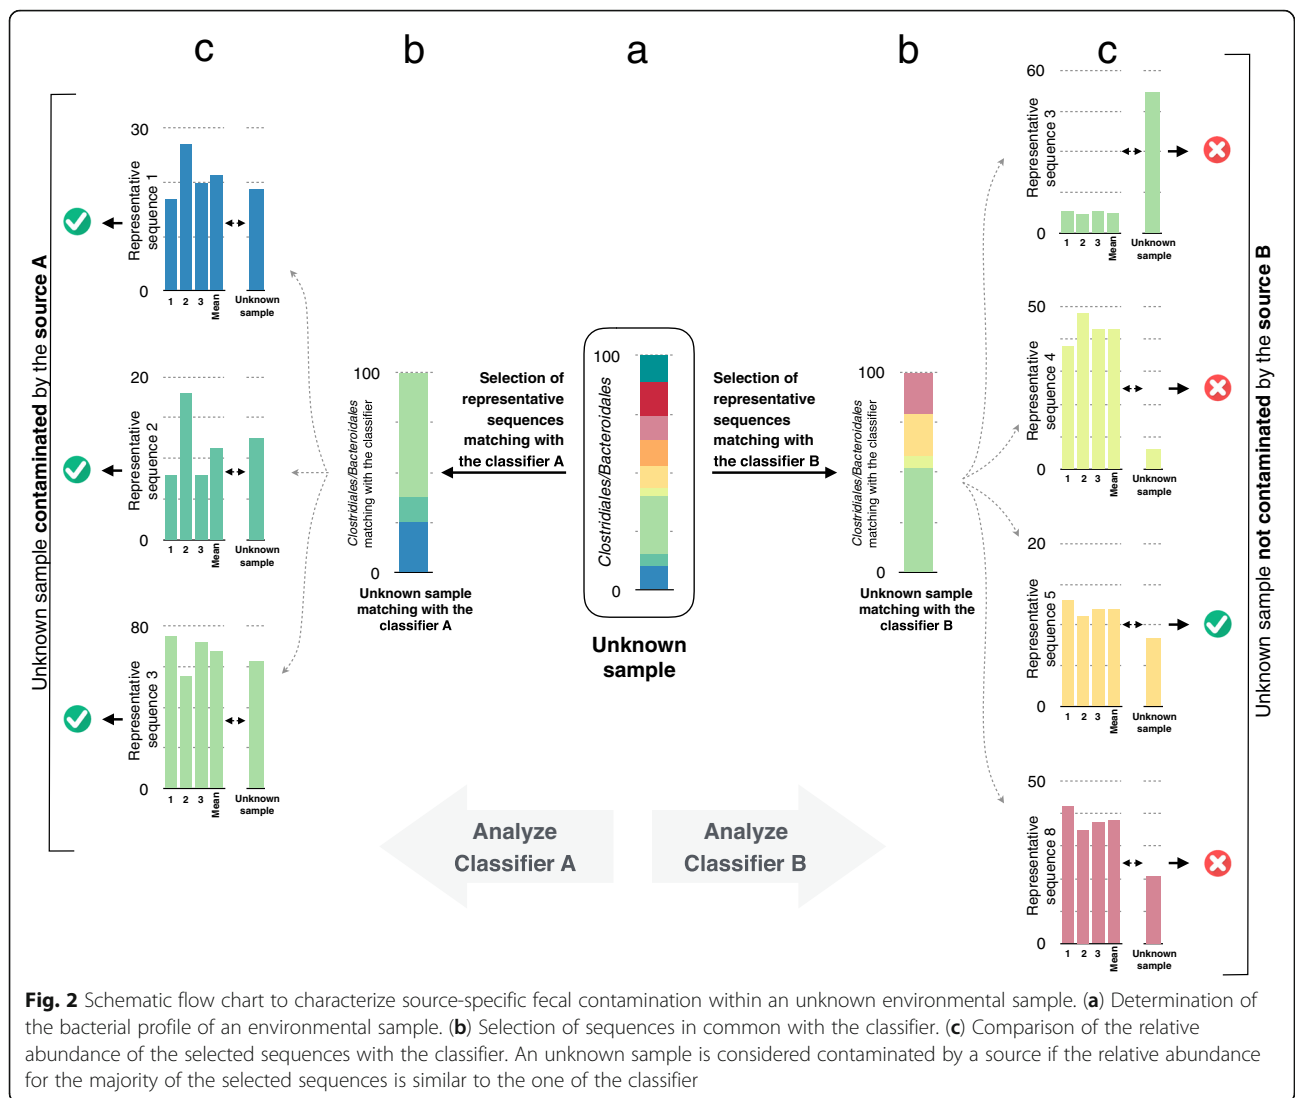 c
b
a
b
c
Unknown sample contaminated by the source A
30
Representative
sequence 1
0
1 2 3 Mean
Unknown
sample
20
Representative
sequence 2
0
1 2 3 Mean
Unknown
sample
80
Representative
sequence 3
0
1 2 3 Mean
Unknown
sample
100
Clostridiales/Bacteroidales
matching with the classifier
0
Unknown sample
matching with the
classifier A
Selection of
representative
sequences
matching with
the classifier A
100
Clostridiales/Bacteroidales
0
Unknown
sample
Selection of
representative
sequences
matching with
the classifier B
100
Clostridiales/Bacteroidales
matching with the classifier
0
Unknown sample
matching with the
classifier B
60
Representative
sequence 3
0
1 2 3 Mean
Unknown
sample
50
Representative
sequence 4
0
1 2 3 Mean
Unknown
sample
20
Representative
sequence 5
0
1 2 3 Mean
Unknown
sample
50
Representative
sequence 8
0
1 2 3 Mean
Unknown
sample
Unknown sample not contaminated by the source B
Analyze
Classifier A
Analyze
Classifier B
Fig. 2 Schematic flow chart to characterize source-specific fecal contamination within an unknown environmental sample. (a) Determination of
the bacterial profile of an environmental sample. (b) Selection of sequences in common with the classifier. (c) Comparison of the relative
abundance of the selected sequences with the classifier. An unknown sample is considered contaminated by a source if the relative abundance
for the majority of the selected sequences is similar to the one of the classifier